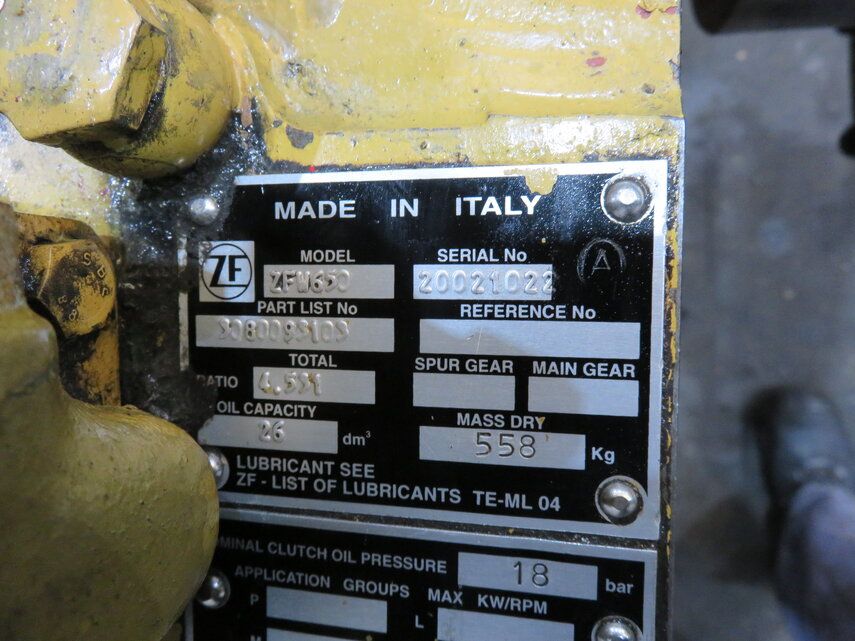 MADE IN ITALY
ZF
MODEL SERIAL No
ZFW650 20021022 A
PART LIST No REFERENCE No
TOTAL SPUR GEAR MAIN GEAR
RATIO
OIL CAPACITY MASS DRY
26 dm³ 558 Kg
LUBRICANT SEE
ZF - LIST OF LUBRICANTS TE-ML 04
CLUTCH OIL PRESSURE 18 bar
APPLICATION GROUPS MAX KW/RPM
P L